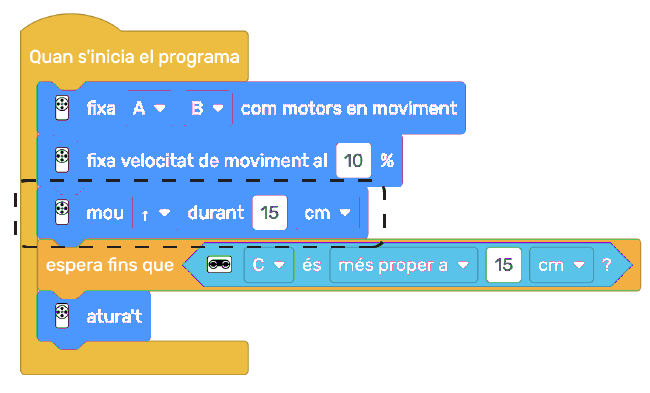 Quan s'inicia el programa
fixa A B com motors en moviment
fixa velocitat de moviment al 10 %
mou ↑ durant 15 cm
espera fins que C és més proper a 15 cm ?
atura't